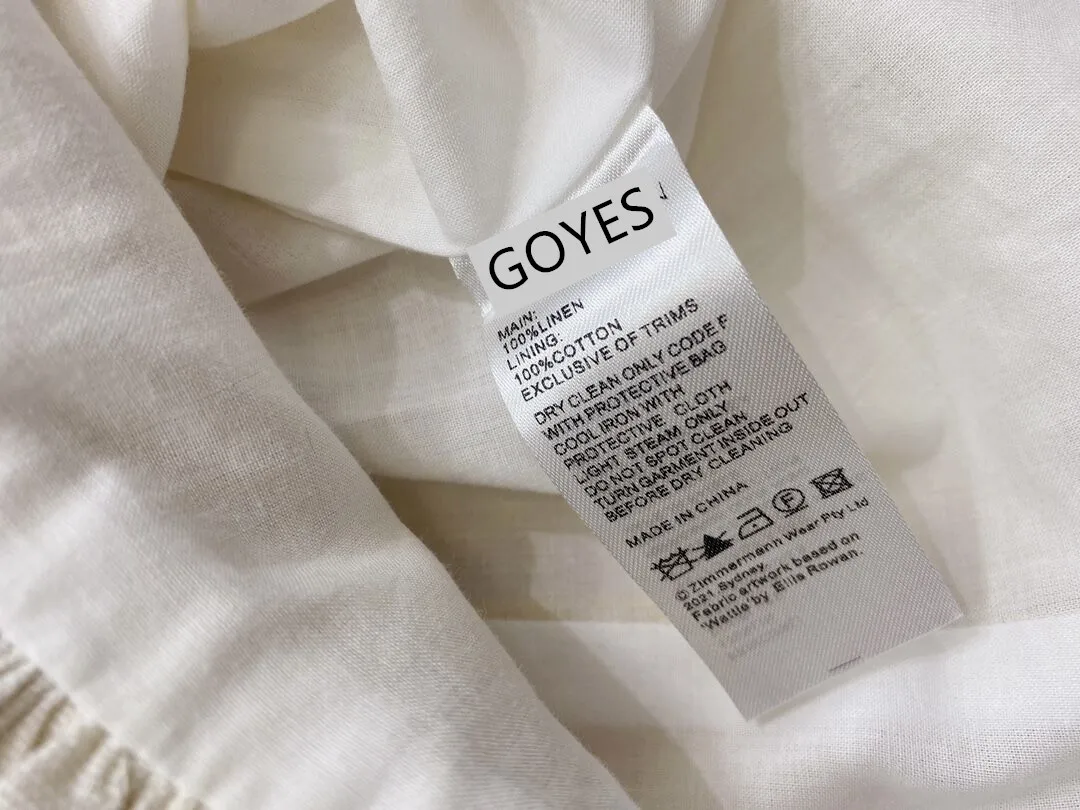 GOYES
MAIN:
100%LINEN
LINING:
100%COTTON
EXCLUSIVE OF TRIMS
DRY CLEAN ONLY CODE F
WITH PROTECTIVE BAG
COOL IRON WITH
PROTECTIVE CLOTH
LIGHT STEAM ONLY
DO NOT SPOT CLEAN
TURN GARMENT INSIDE OUT
BEFORE DRY CLEANING
MADE IN CHINA
F
©Zimmermann Wear Pty Ltd
2021 Sydney.
Fabric artwork based on
'Wattle' by Ellis Rowan.